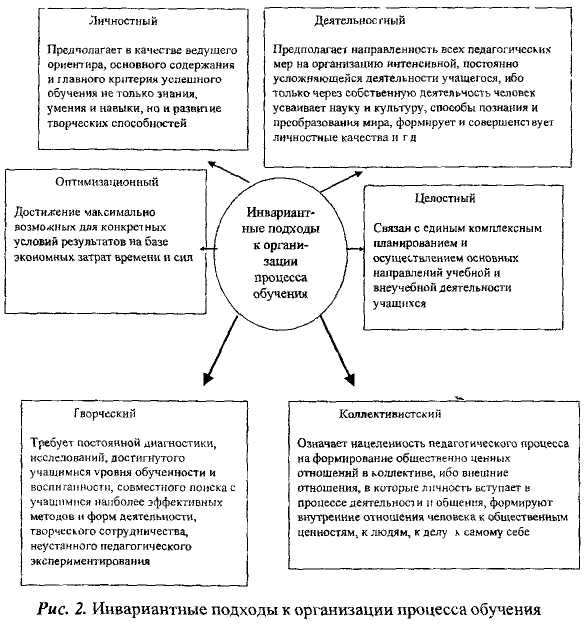 Личностный
Предполагает в качестве ведущего
ориентира, основного содержания
и главного критерия успешного
обучения не только знания,
умения и навыки, но и развитие
творческих способностей
Деятельностный
Предполагает направленность всех педагогических
мер на организацию интенсивной, постоянно
усложняющейся деятельности учащегося, ибо
только через собственную деятельность человек
усваивает науку и культуру, способы познания и
преобразования мира, формирует и совершенствует
личностные качества и т д
Оптимизационный
Достижение максимально
возможных для конкретных
условий результатов на базе
экономных затрат времени и сил
Инвариант-
ные подходы
к органи-
зации
процесса
обучения
Целостный
Связан с единым комплексным
планированием и
осуществлением основных
направлений учебной и
внеучебной деятельности
учащихся
Творческий
Требует постоянной диагностики,
исследований, достигнутого
учащимися уровня обученности и
воспитанности, совместного поиска с
учащимися наиболее эффективных
методов и форм деятельности,
творческого сотрудничества,
неустанного педагогического
экспериментирования
Коллективистский
Означает нацеленность педагогического процесса
на формирование общественно ценных
отношений в коллективе, ибо внешние
отношения, в которые личность вступает в
процессе деятельности и общения, формируют
внутренние отношения человека к общественным
ценностям, к людям, к делу к самому себе
Рис. 2. Инвариантные подходы к организации процесса обучения